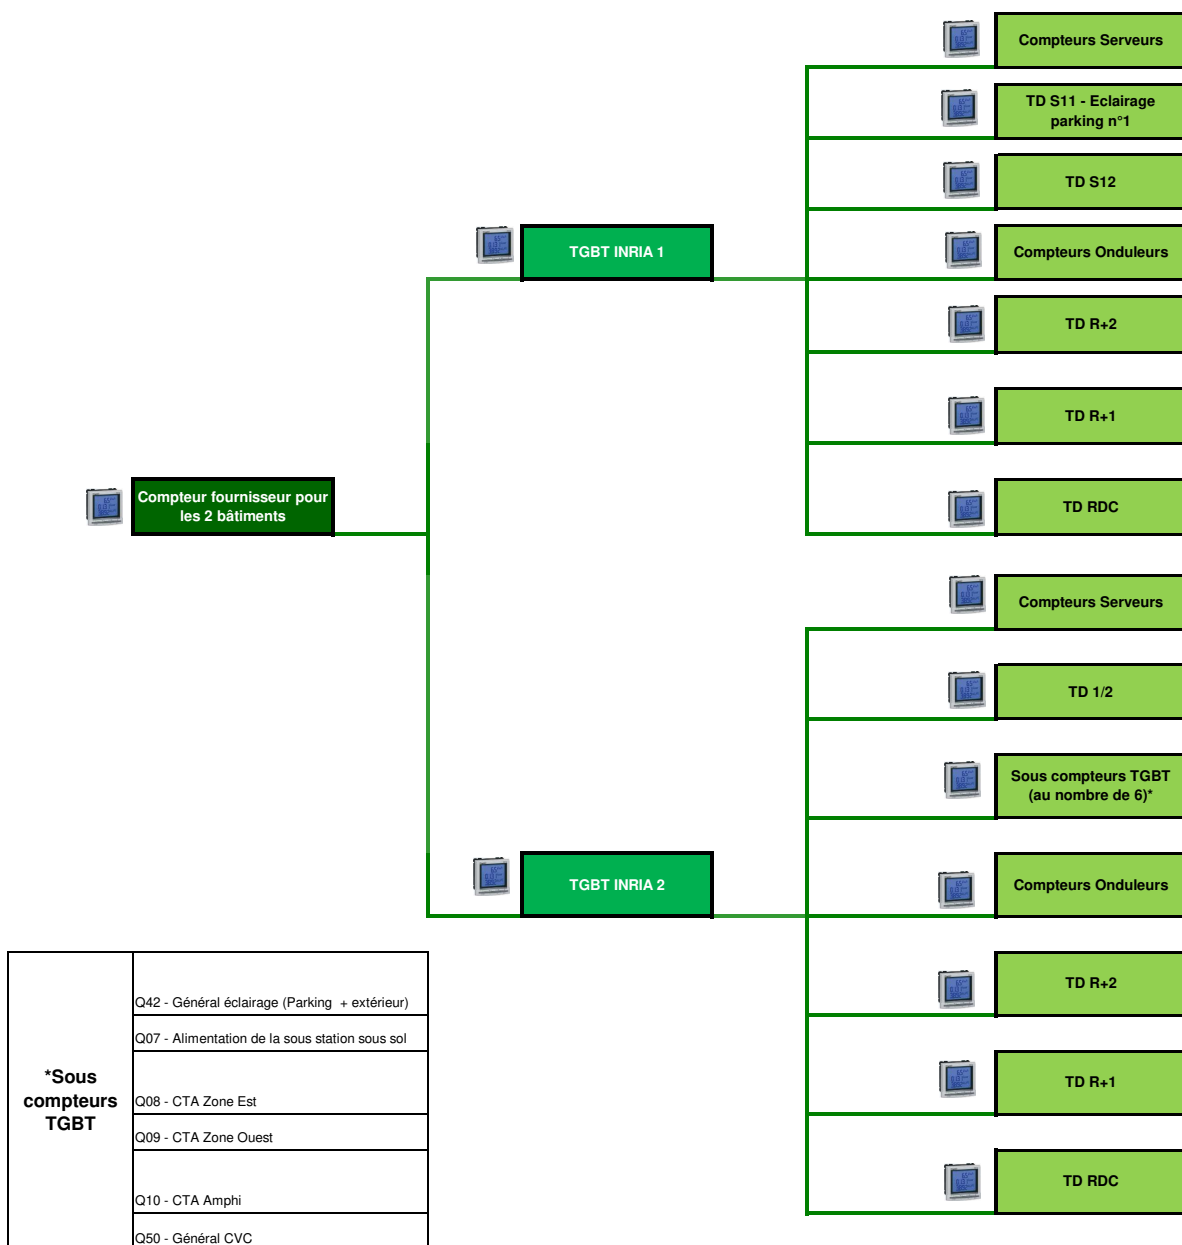 Compteurs Serveurs
TD S11 - Eclairage
parking n°1
TD S12
TGBT INRIA 1
Compteurs Onduleurs
TD R+2
TD R+1
Compteur fournisseur pour
les 2 bâtiments
TD RDC
Compteurs Serveurs
TD 1/2
Sous compteurs TGBT
(au nombre de 6)*
TGBT INRIA 2
Compteurs Onduleurs
TD R+2
TD R+1
TD RDC
*Sous
compteurs
TGBT
Q42 - Général éclairage (Parking + extérieur)
Q07 - Alimentation de la sous station sous sol
Q08 - CTA Zone Est
Q09 - CTA Zone Ouest
Q10 - CTA Amphi
Q50 - Général CVC